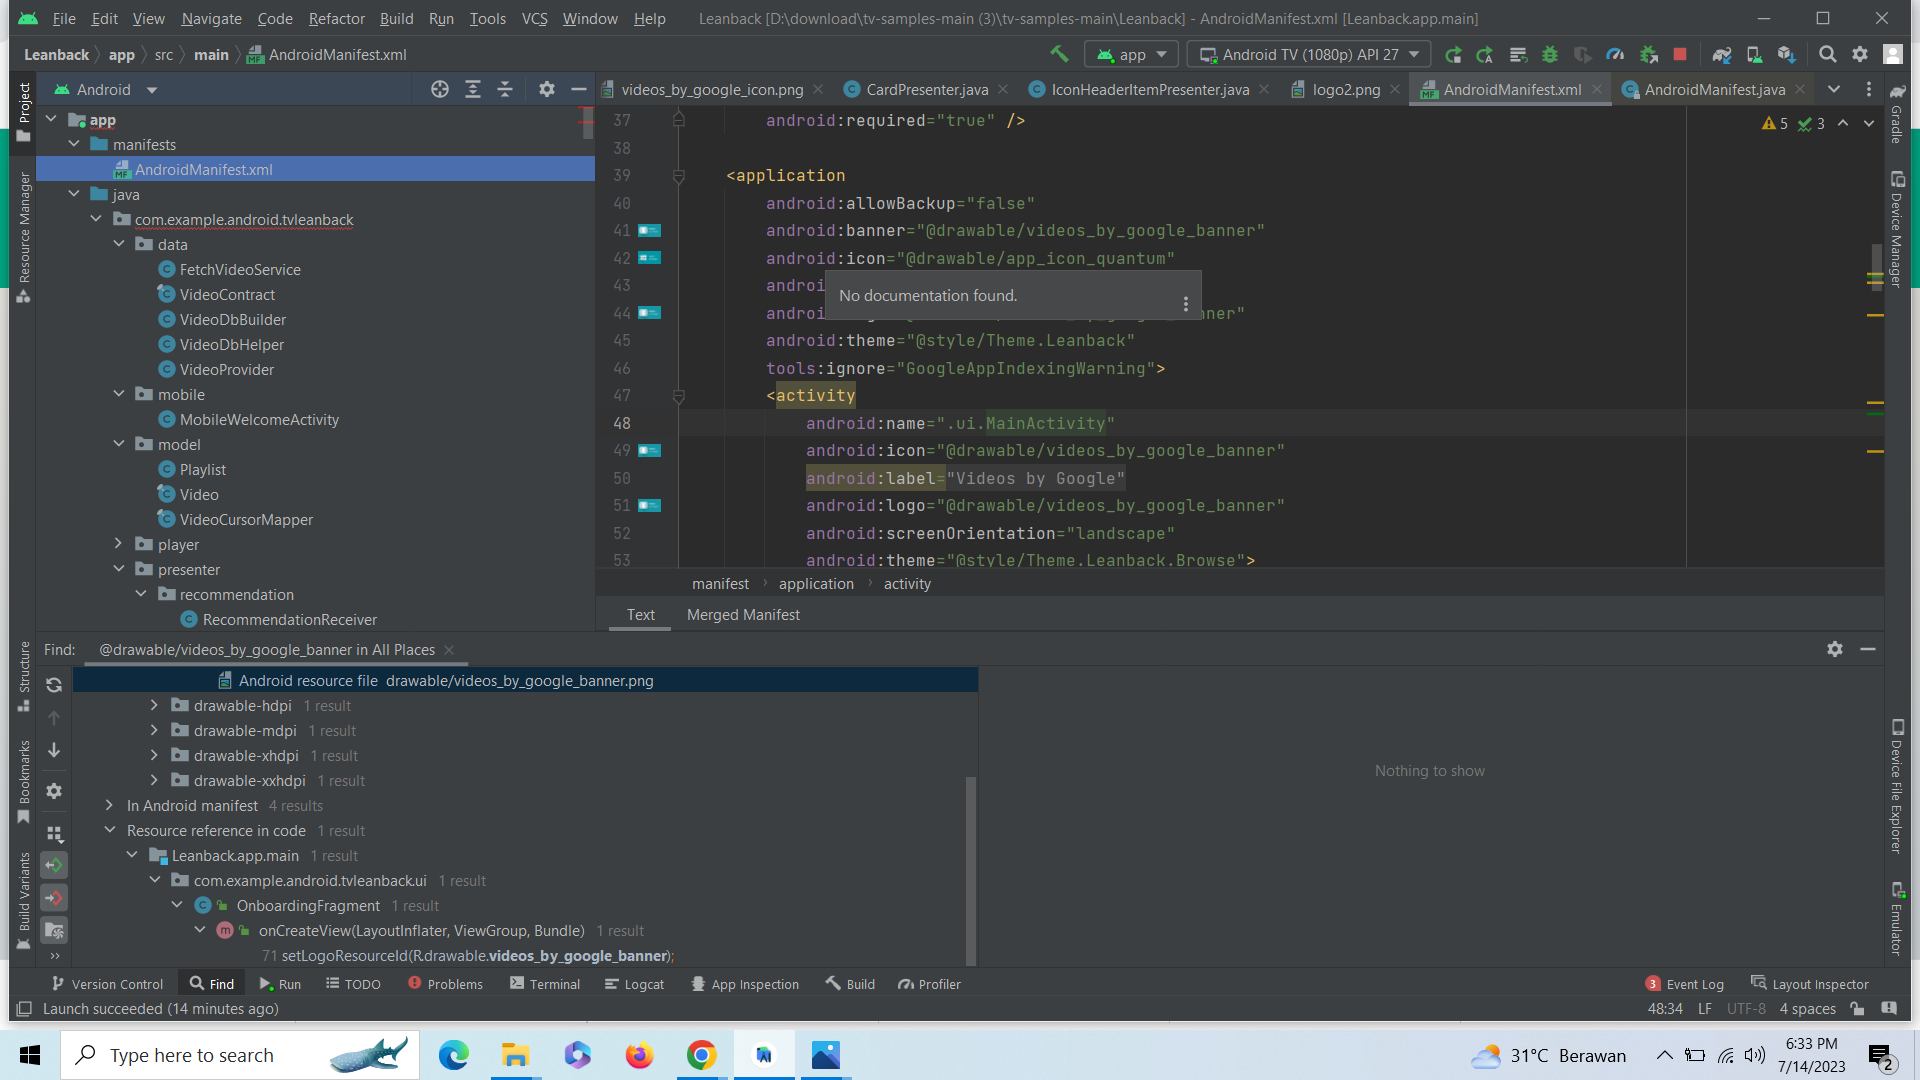 File Edit View Navigate Code Refactor Build Run Tools VCS Window Help Leanback [D:\download\tv-samples-main (3)\tv-samples-main\Leanback] - AndroidManifest.xml [Leanback.app.main]
Leanback app src main AndroidManifest.xml app Android TV (1080p) API 27
Android
videos_by_google_icon.png CardPresenter.java IconHeaderItemPresenter.java logo2.png AndroidManifest.xml AndroidManifest.java
Project
Resource Manager
Structure
Bookmarks
Build Variants
app
manifests
AndroidManifest.xml
java
com.example.android.tvleanback
data
FetchVideoService
VideoContract
VideoDbBuilder
VideoDbHelper
VideoProvider
mobile
MobileWelcomeActivity
model
Playlist
Video
VideoCursorMapper
player
presenter
recommendation
RecommendationReceiver
5 3
37 android:required="true" />
38
39 <application
40 android:allowBackup="false"
41 android:banner="@drawable/videos_by_google_banner"
42 android:icon="@drawable/app_icon_quantum"
43 androi
No documentation found.
44 androi nner"
45 android:theme="@style/Theme.Leanback"
46 tools:ignore="GoogleAppIndexingWarning">
47 <activity
48 android:name=".ui.MainActivity"
49 android:icon="@drawable/videos_by_google_banner"
50 android:label="Videos by Google"
51 android:logo="@drawable/videos_by_google_banner"
52 android:screenOrientation="landscape"
53 android:theme="@style/Theme.Leanback.Browse">
manifest application activity
Text Merged Manifest
Gradle
Device Manager
Device File Explorer
Emulator
Find: @drawable/videos_by_google_banner in All Places
Android resource file drawable/videos_by_google_banner.png
drawable-hdpi 1 result
drawable-mdpi 1 result
drawable-xhdpi 1 result
drawable-xxhdpi 1 result
In Android manifest 4 results
Resource reference in code 1 result
Leanback.app.main 1 result
com.example.android.tvleanback.ui 1 result
OnboardingFragment 1 result
onCreateView(LayoutInflater, ViewGroup, Bundle) 1 result
71 setLogoResourceId(R.drawable.videos_by_google_banner);
Nothing to show
Version Control Find Run TODO Problems Terminal Logcat App Inspection Build Profiler 3 Event Log Layout Inspector
Launch succeeded (14 minutes ago) 48:34 LF UTF-8 4 spaces
Type here to search 31°C Berawan 6:33 PM
7/14/2023 2